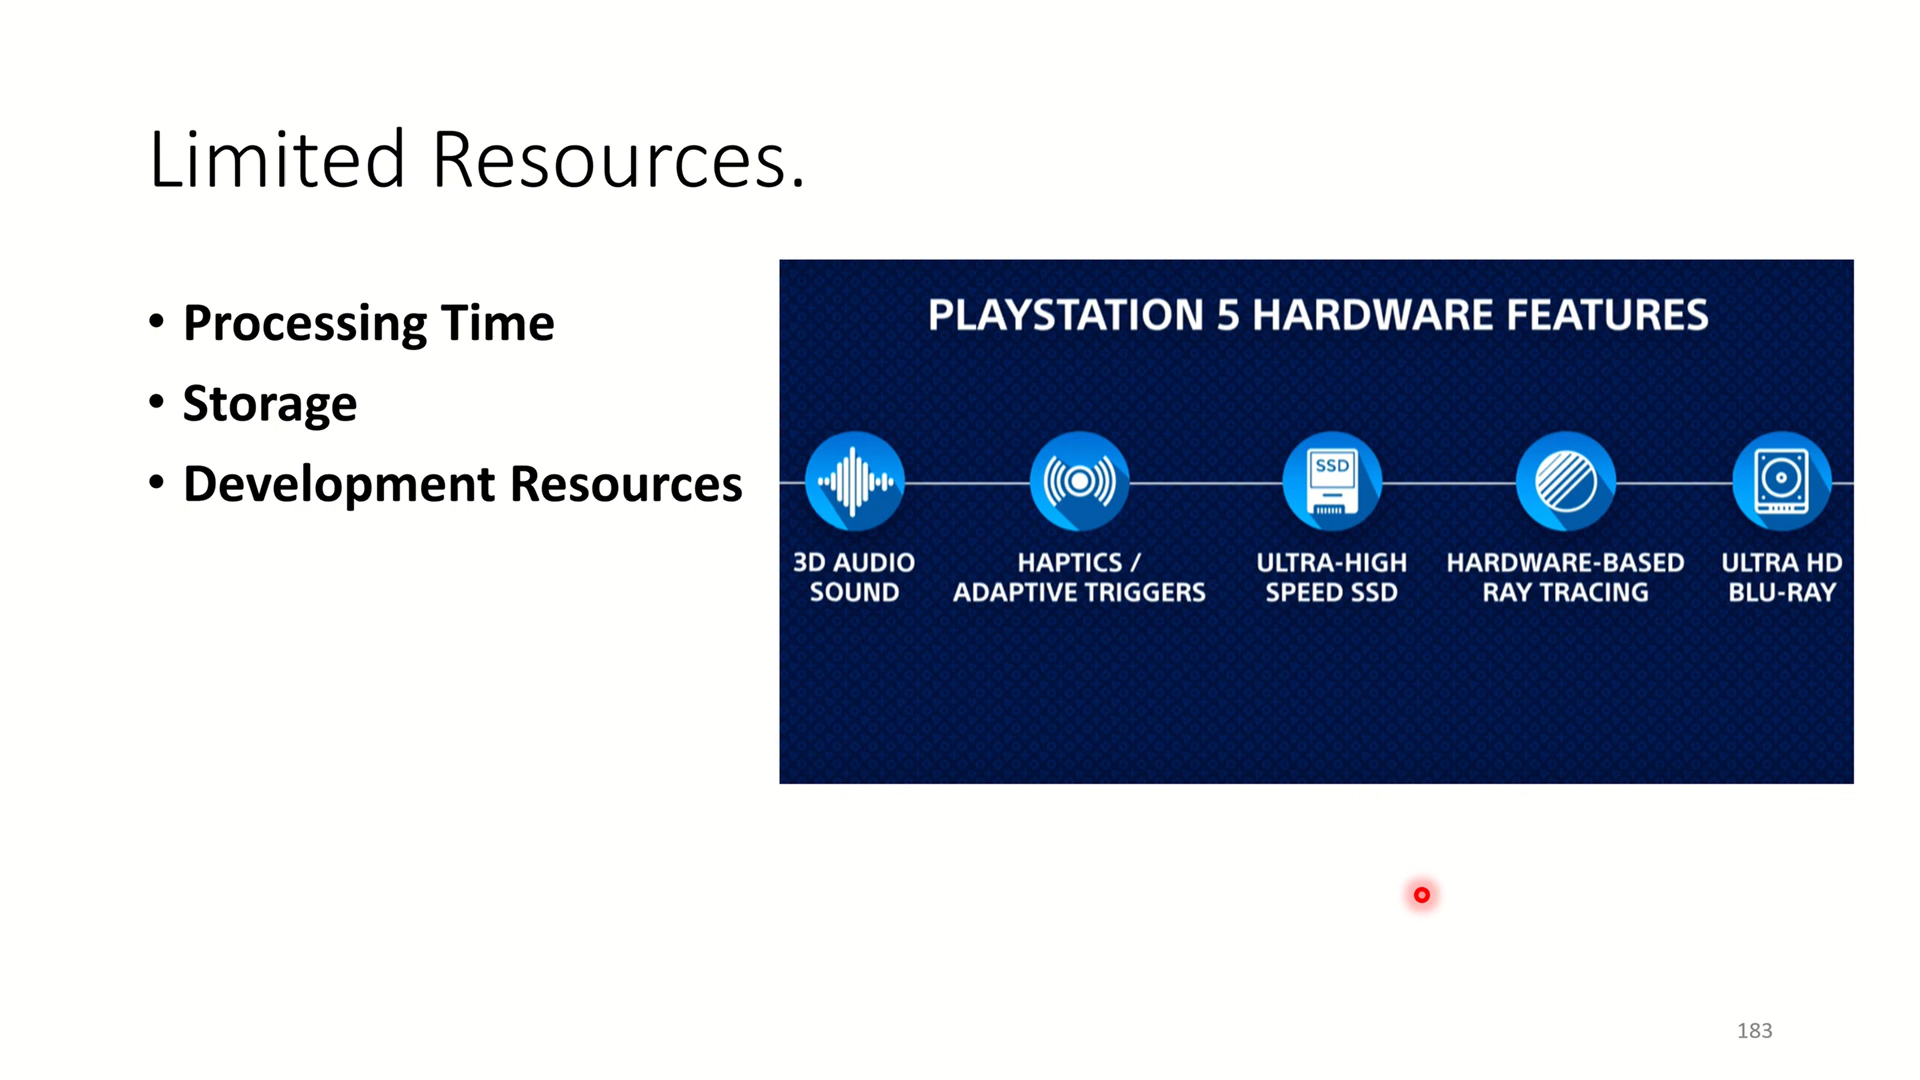 Limited Resources.
• Processing Time
• Storage
• Development Resources
PLAYSTATION 5 HARDWARE FEATURES
SSD
3D AUDIO
SOUND
HAPTICS /
ADAPTIVE TRIGGERS
ULTRA-HIGH
SPEED SSD
HARDWARE-BASED
RAY TRACING
ULTRA HD
BLU-RAY
183